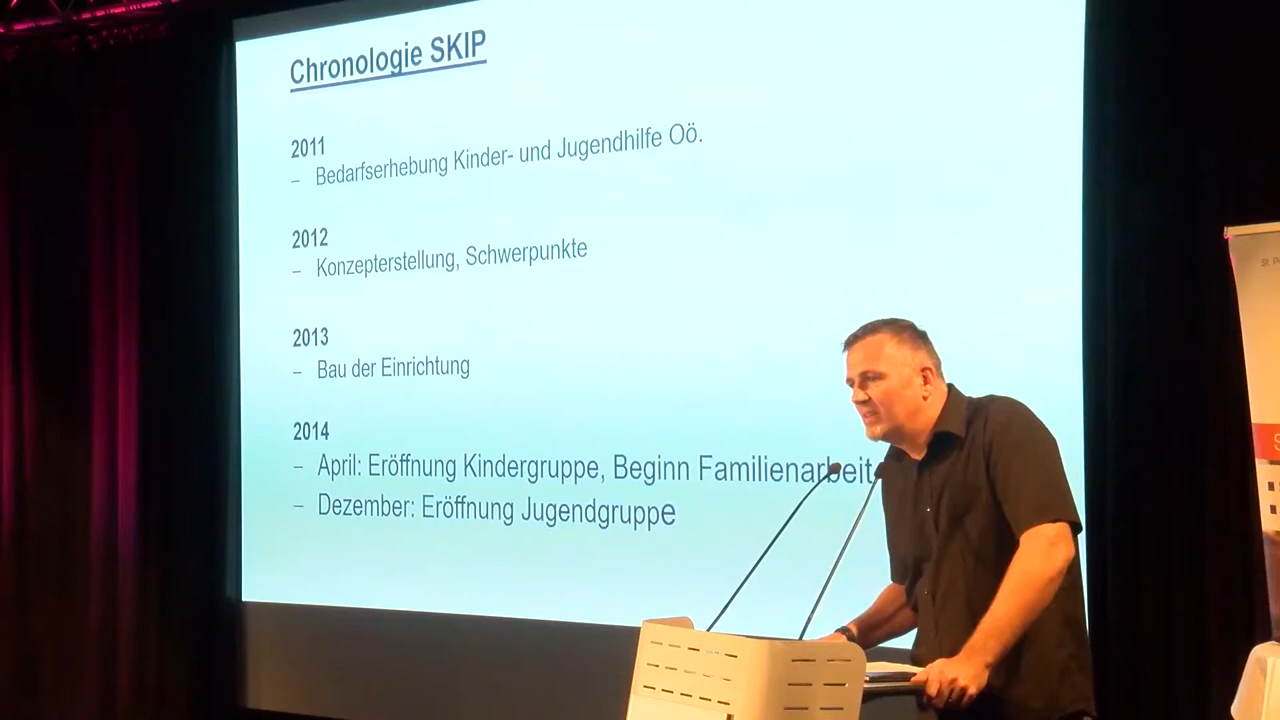 Chronologie SKIP
2011
– Bedarfserhebung Kinder- und Jugendhilfe Oö.
2012
– Konzepterstellung, Schwerpunkte
2013
– Bau der Einrichtung
2014
– April: Eröffnung Kindergruppe, Beginn Familienarbeit
– Dezember: Eröffnung Jugendgruppe
St.